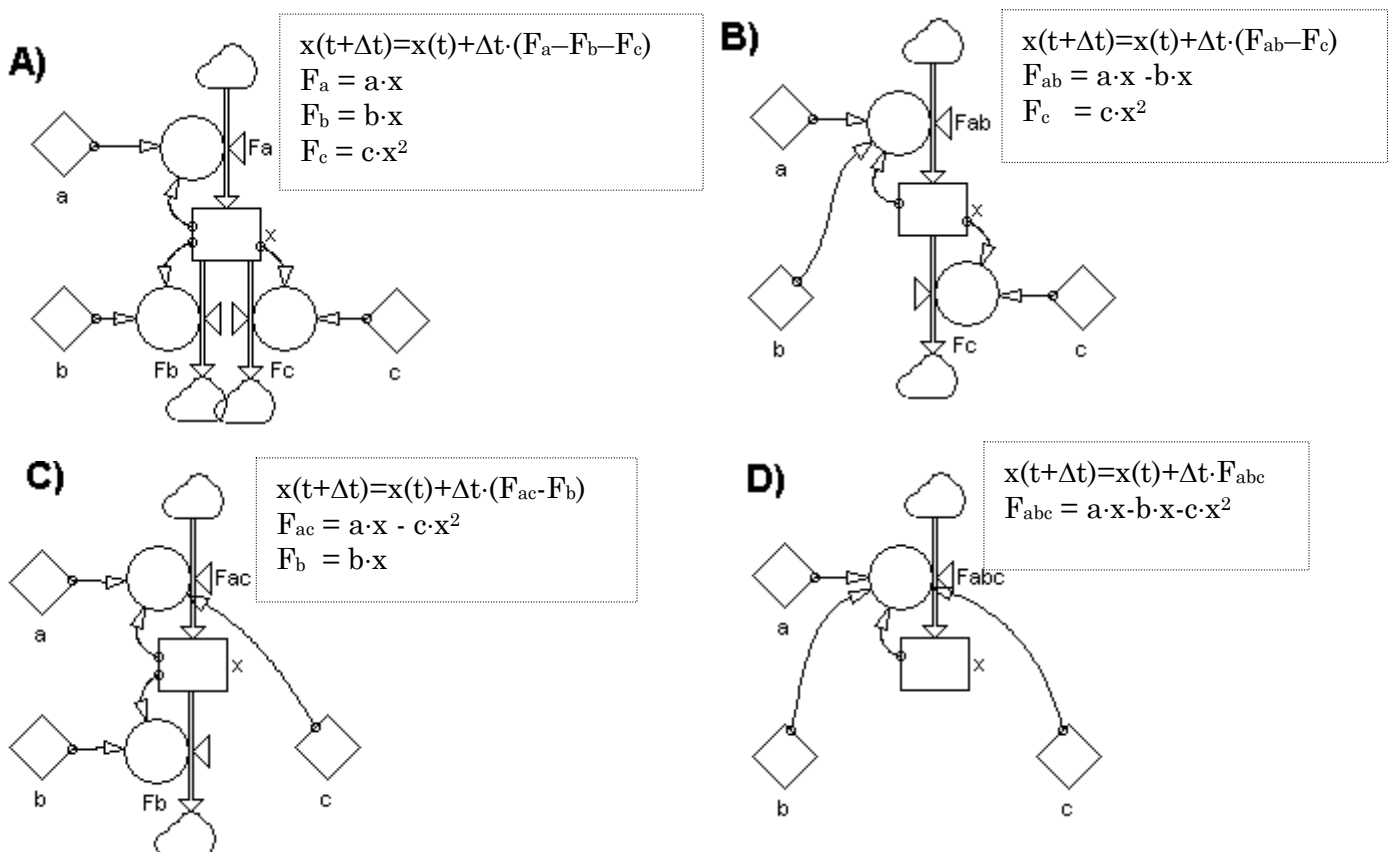 A)
x(t+Δt)=x(t)+Δt·(Fa–Fb–Fc)
Fa = a·x
Fb = b·x
Fc = c·x²
Fa
a
x
b
Fb
Fc
c
B)
x(t+Δt)=x(t)+Δt·(Fab–Fc)
Fab = a·x -b·x
Fc = c·x²
Fab
a
x
b
Fc
c
C)
x(t+Δt)=x(t)+Δt·(Fac-Fb)
Fac = a·x - c·x²
Fb = b·x
Fac
a
x
b
Fb
c
D)
x(t+Δt)=x(t)+Δt·Fabc
Fabc = a·x-b·x-c·x²
Fabc
a
x
b
c